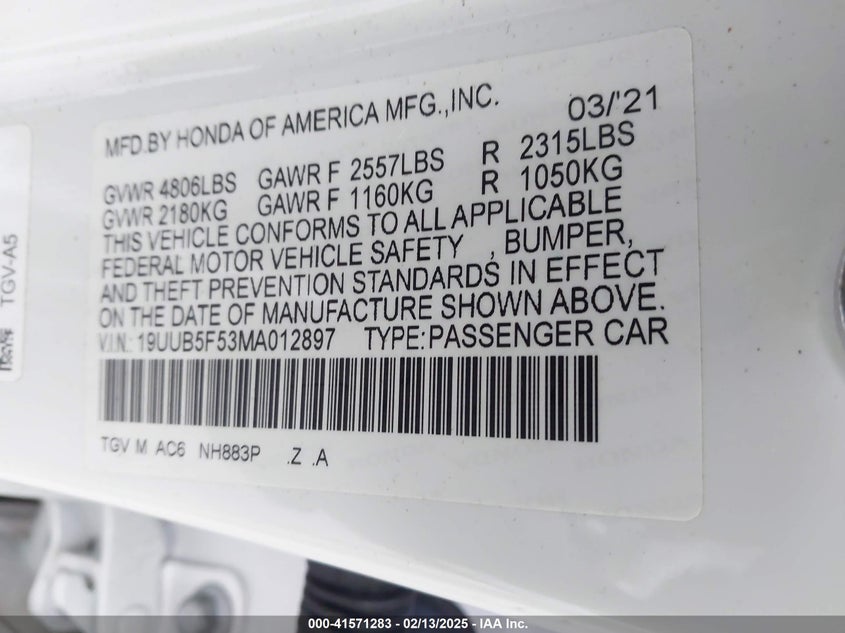 TGV-A5
MFD.BY HONDA OF AMERICA MFG.,INC. 03/'21
GVWR 4806LBS GAWR F 2557LBS R 2315LBS
GVWR 2180KG GAWR F 1160KG R 1050KG
THIS VEHICLE CONFORMS TO ALL APPLICABLE
FEDERAL MOTOR VEHICLE SAFETY , BUMPER,
AND THEFT PREVENTION STANDARDS IN EFFECT
ON THE DATE OF MANUFACTURE SHOWN ABOVE.
V.I.N.: 19UUB5F53MA012897 TYPE:PASSENGER CAR
TGV M AC6 NH883P .Z .A
000-41571283 - 02/13/2025 - IAA Inc.